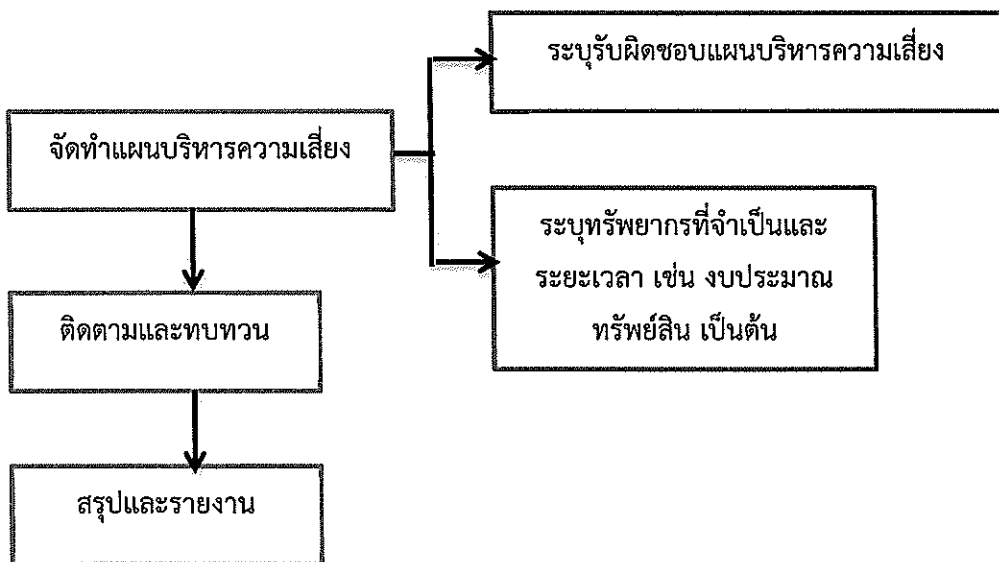 ระบุรับผิดชอบแผนบริหารความเสี่ยง
จัดทำแผนบริหารความเสี่ยง
ระบุทรัพยากรที่จำเป็นและ
ระยะเวลา เช่น งบประมาณ
ทรัพย์สิน เป็นต้น
ติดตามและทบทวน
สรุปและรายงาน